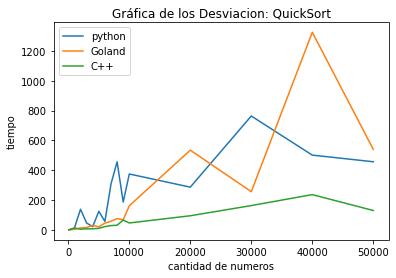 Gráfica de los Desviacion: QuickSort
python
Goland
C++
tiempo
1200
1000
800
600
400
200
0
0 10000 20000 30000 40000 50000
cantidad de numeros